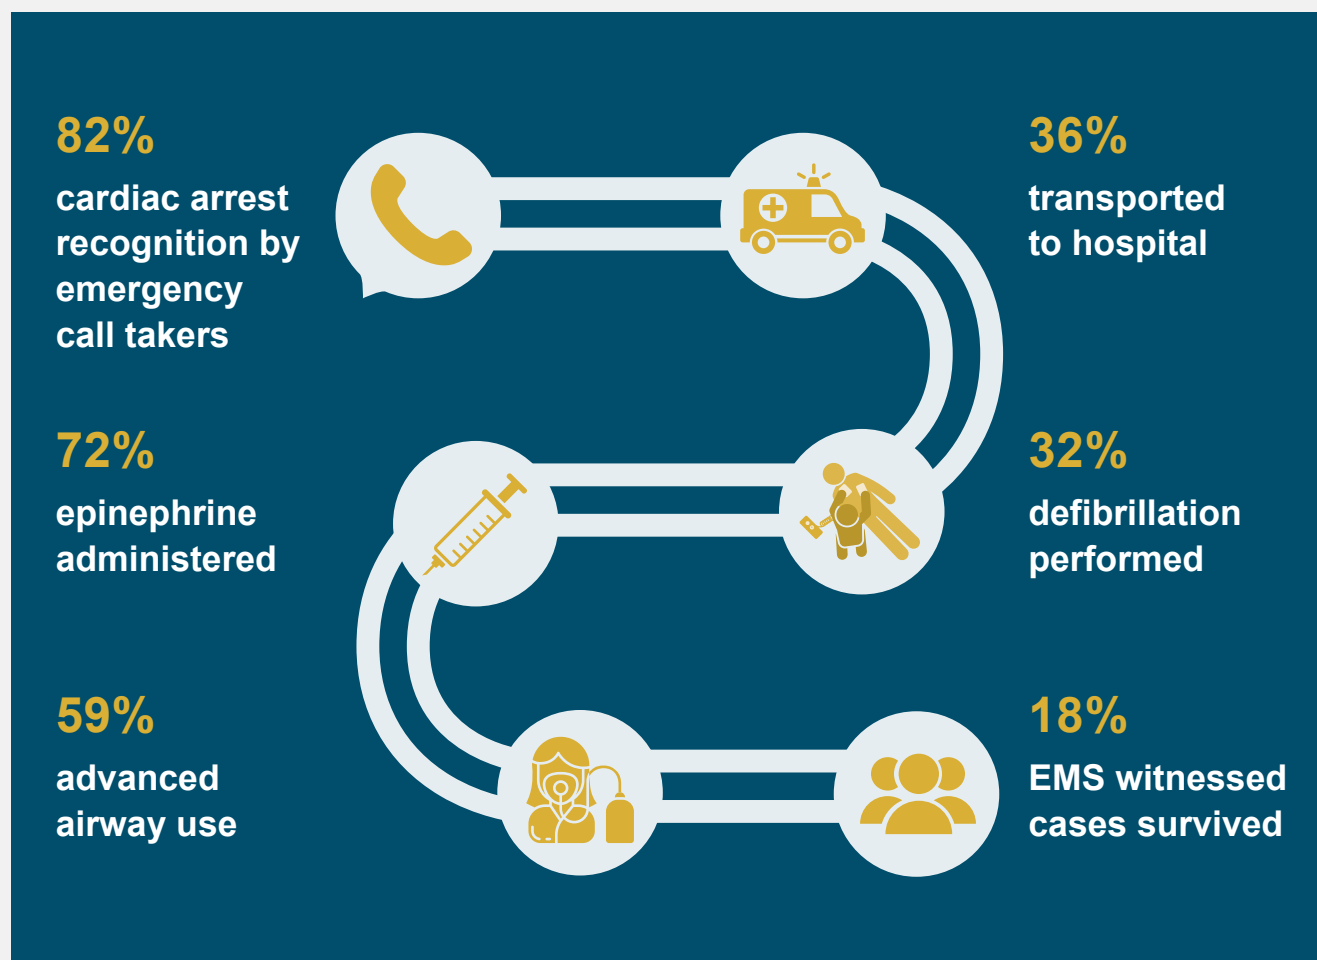 82%
cardiac arrest
recognition by
emergency
call takers
36%
transported
to hospital
72%
epinephrine
administered
32%
defibrillation
performed
59%
advanced
airway use
18%
EMS witnessed
cases survived